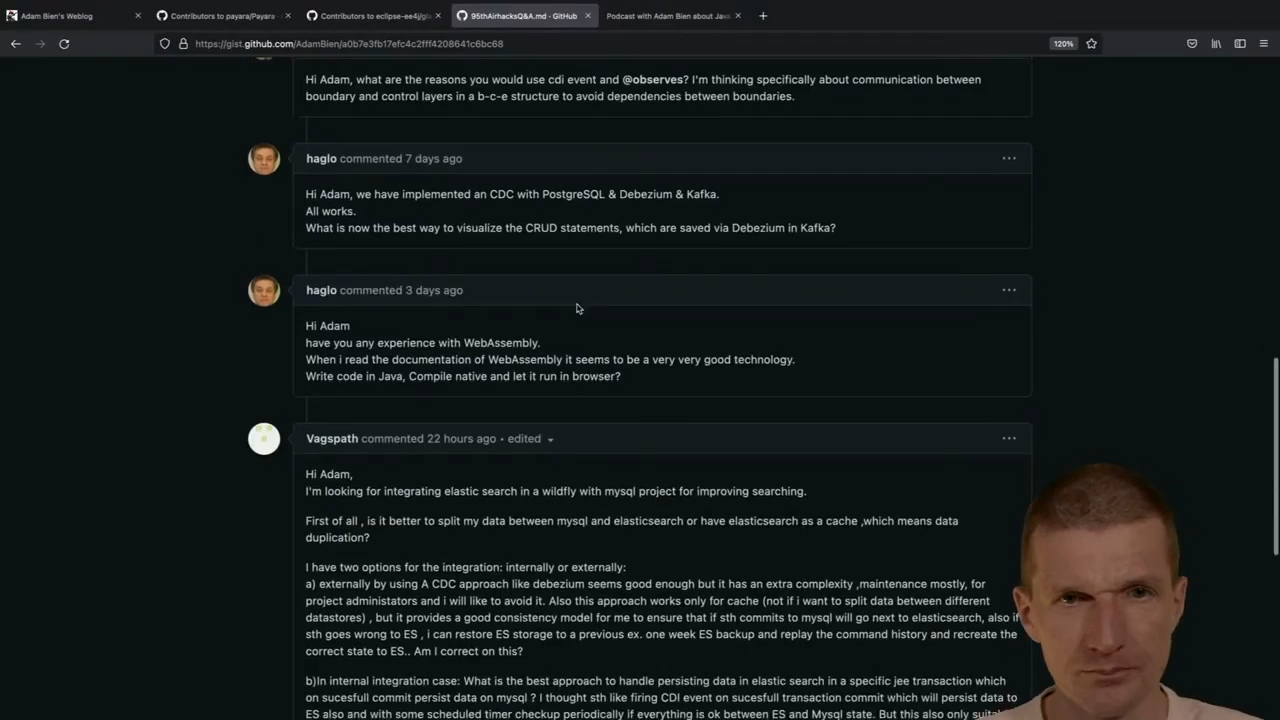 Adam Bien's Weblog
Contributors to payara/Payara
Contributors to eclipse-ee4j/gla
95thAirhacksQ&A.md · GitHub
Podcast with Adam Bien about Java
https://gist.github.com/AdamBien/a0b7e3fb17efc4c2fff4208641c6bc68
120%
Hi Adam, what are the reasons you would use cdi event and @observes? I'm thinking specifically about communication between
boundary and control layers in a b-c-e structure to avoid dependencies between boundaries.
haglo commented 7 days ago
Hi Adam, we have implemented an CDC with PostgreSQL & Debezium & Kafka.
All works.
What is now the best way to visualize the CRUD statements, which are saved via Debezium in Kafka?
haglo commented 3 days ago
Hi Adam
have you any experience with WebAssembly.
When i read the documentation of WebAssembly it seems to be a very very good technology.
Write code in Java, Compile native and let it run in browser?
Vagspath commented 22 hours ago • edited
Hi Adam,
I'm looking for integrating elastic search in a wildfly with mysql project for improving searching.
First of all , is it better to split my data between mysql and elasticsearch or have elasticsearch as a cache ,which means data
duplication?
I have two options for the integration: internally or externally:
a) externally by using A CDC approach like debezium seems good enough but it has an extra complexity ,maintenance mostly, for
project administators and i will like to avoid it. Also this approach works only for cache (not if i want to split data between different
datastores) , but it provides a good consistency model for me to ensure that if sth commits to mysql will go next to elasticsearch, also if
sth goes wrong to ES , i can restore ES storage to a previous ex. one week ES backup and replay the command history and recreate the
correct state to ES.. Am I correct on this?
b)In internal integration case: What is the best approach to handle persisting data in elastic search in a specific jee transaction which
on sucesfull commit persist data on mysql ? I thought sth like firing CDI event on sucesfull transaction commit which will persist data to
ES also and with some scheduled timer checkup periodically if everything is ok between ES and Mysql state. But this also only